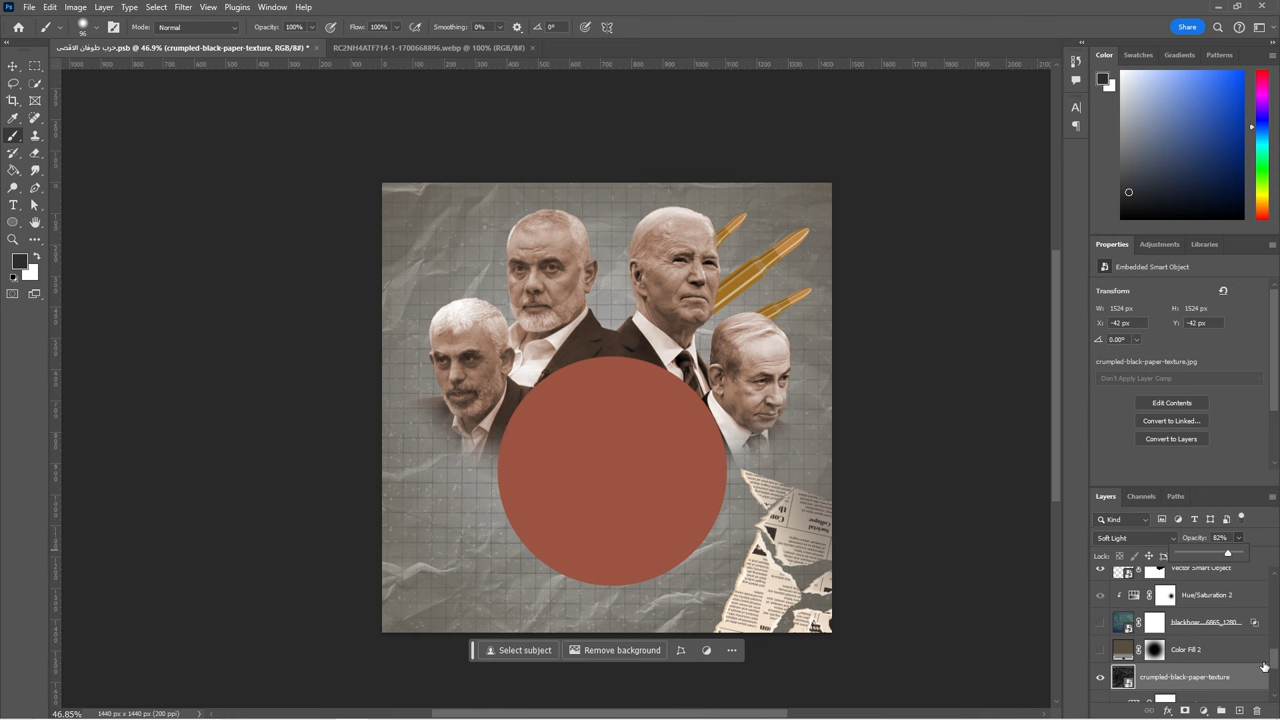 File Edit Image Layer Type Select Filter View Plugins Window Help
Mode: Normal Opacity: 100% Flow: 100% Smoothing: 0% 0° Share
96
حرب طوفان الاقصى.psb @ 46.9% (crumpled-black-paper-texture, RGB/8#) * RC2NH4ATF714-1-1700668896.webp @ 100% (RGB/8#)
Color Swatches Gradients Patterns
Properties Adjustments Libraries
Embedded Smart Object
Transform
W: 1524 px H: 1524 px
X: -42 px Y: -42 px
0.00°
crumpled-black-paper-texture.jpg
Don't Apply Layer Comp
Edit Contents
Convert to Linked...
Convert to Layers
Layers Channels Paths
Kind
Soft Light Opacity: 82%
Lock:
Vector Smart Object
Hue/Saturation 2
blackboar...6865_1280
Color Fill 2
crumpled-black-paper-texture
Select subject Remove background
46.85% 1440 px x 1440 px (200 ppi)